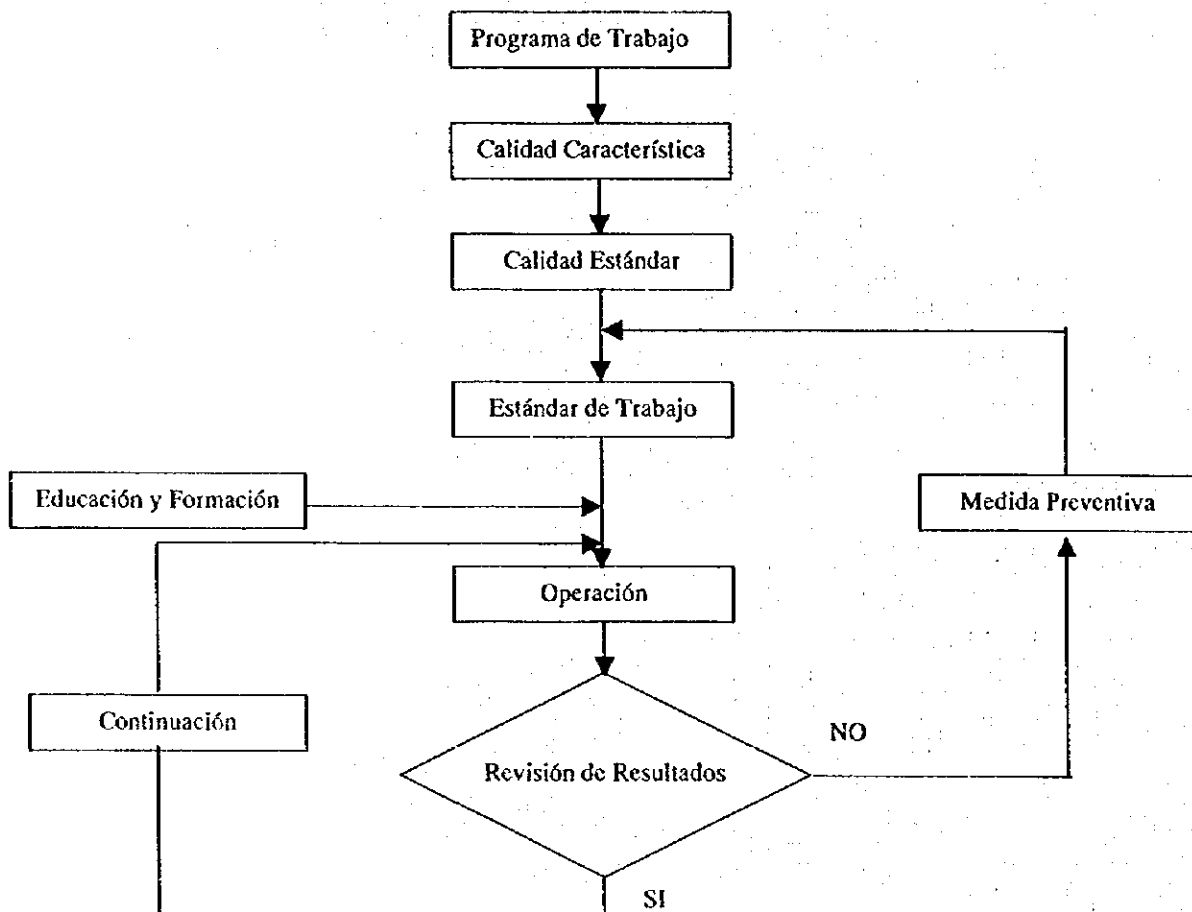 Programa de Trabajo
Calidad Característica
Calidad Estándar
Estándar de Trabajo
Educación y Formación
Medida Preventiva
Operación
Continuación
NO
Revisión de Resultados
SI